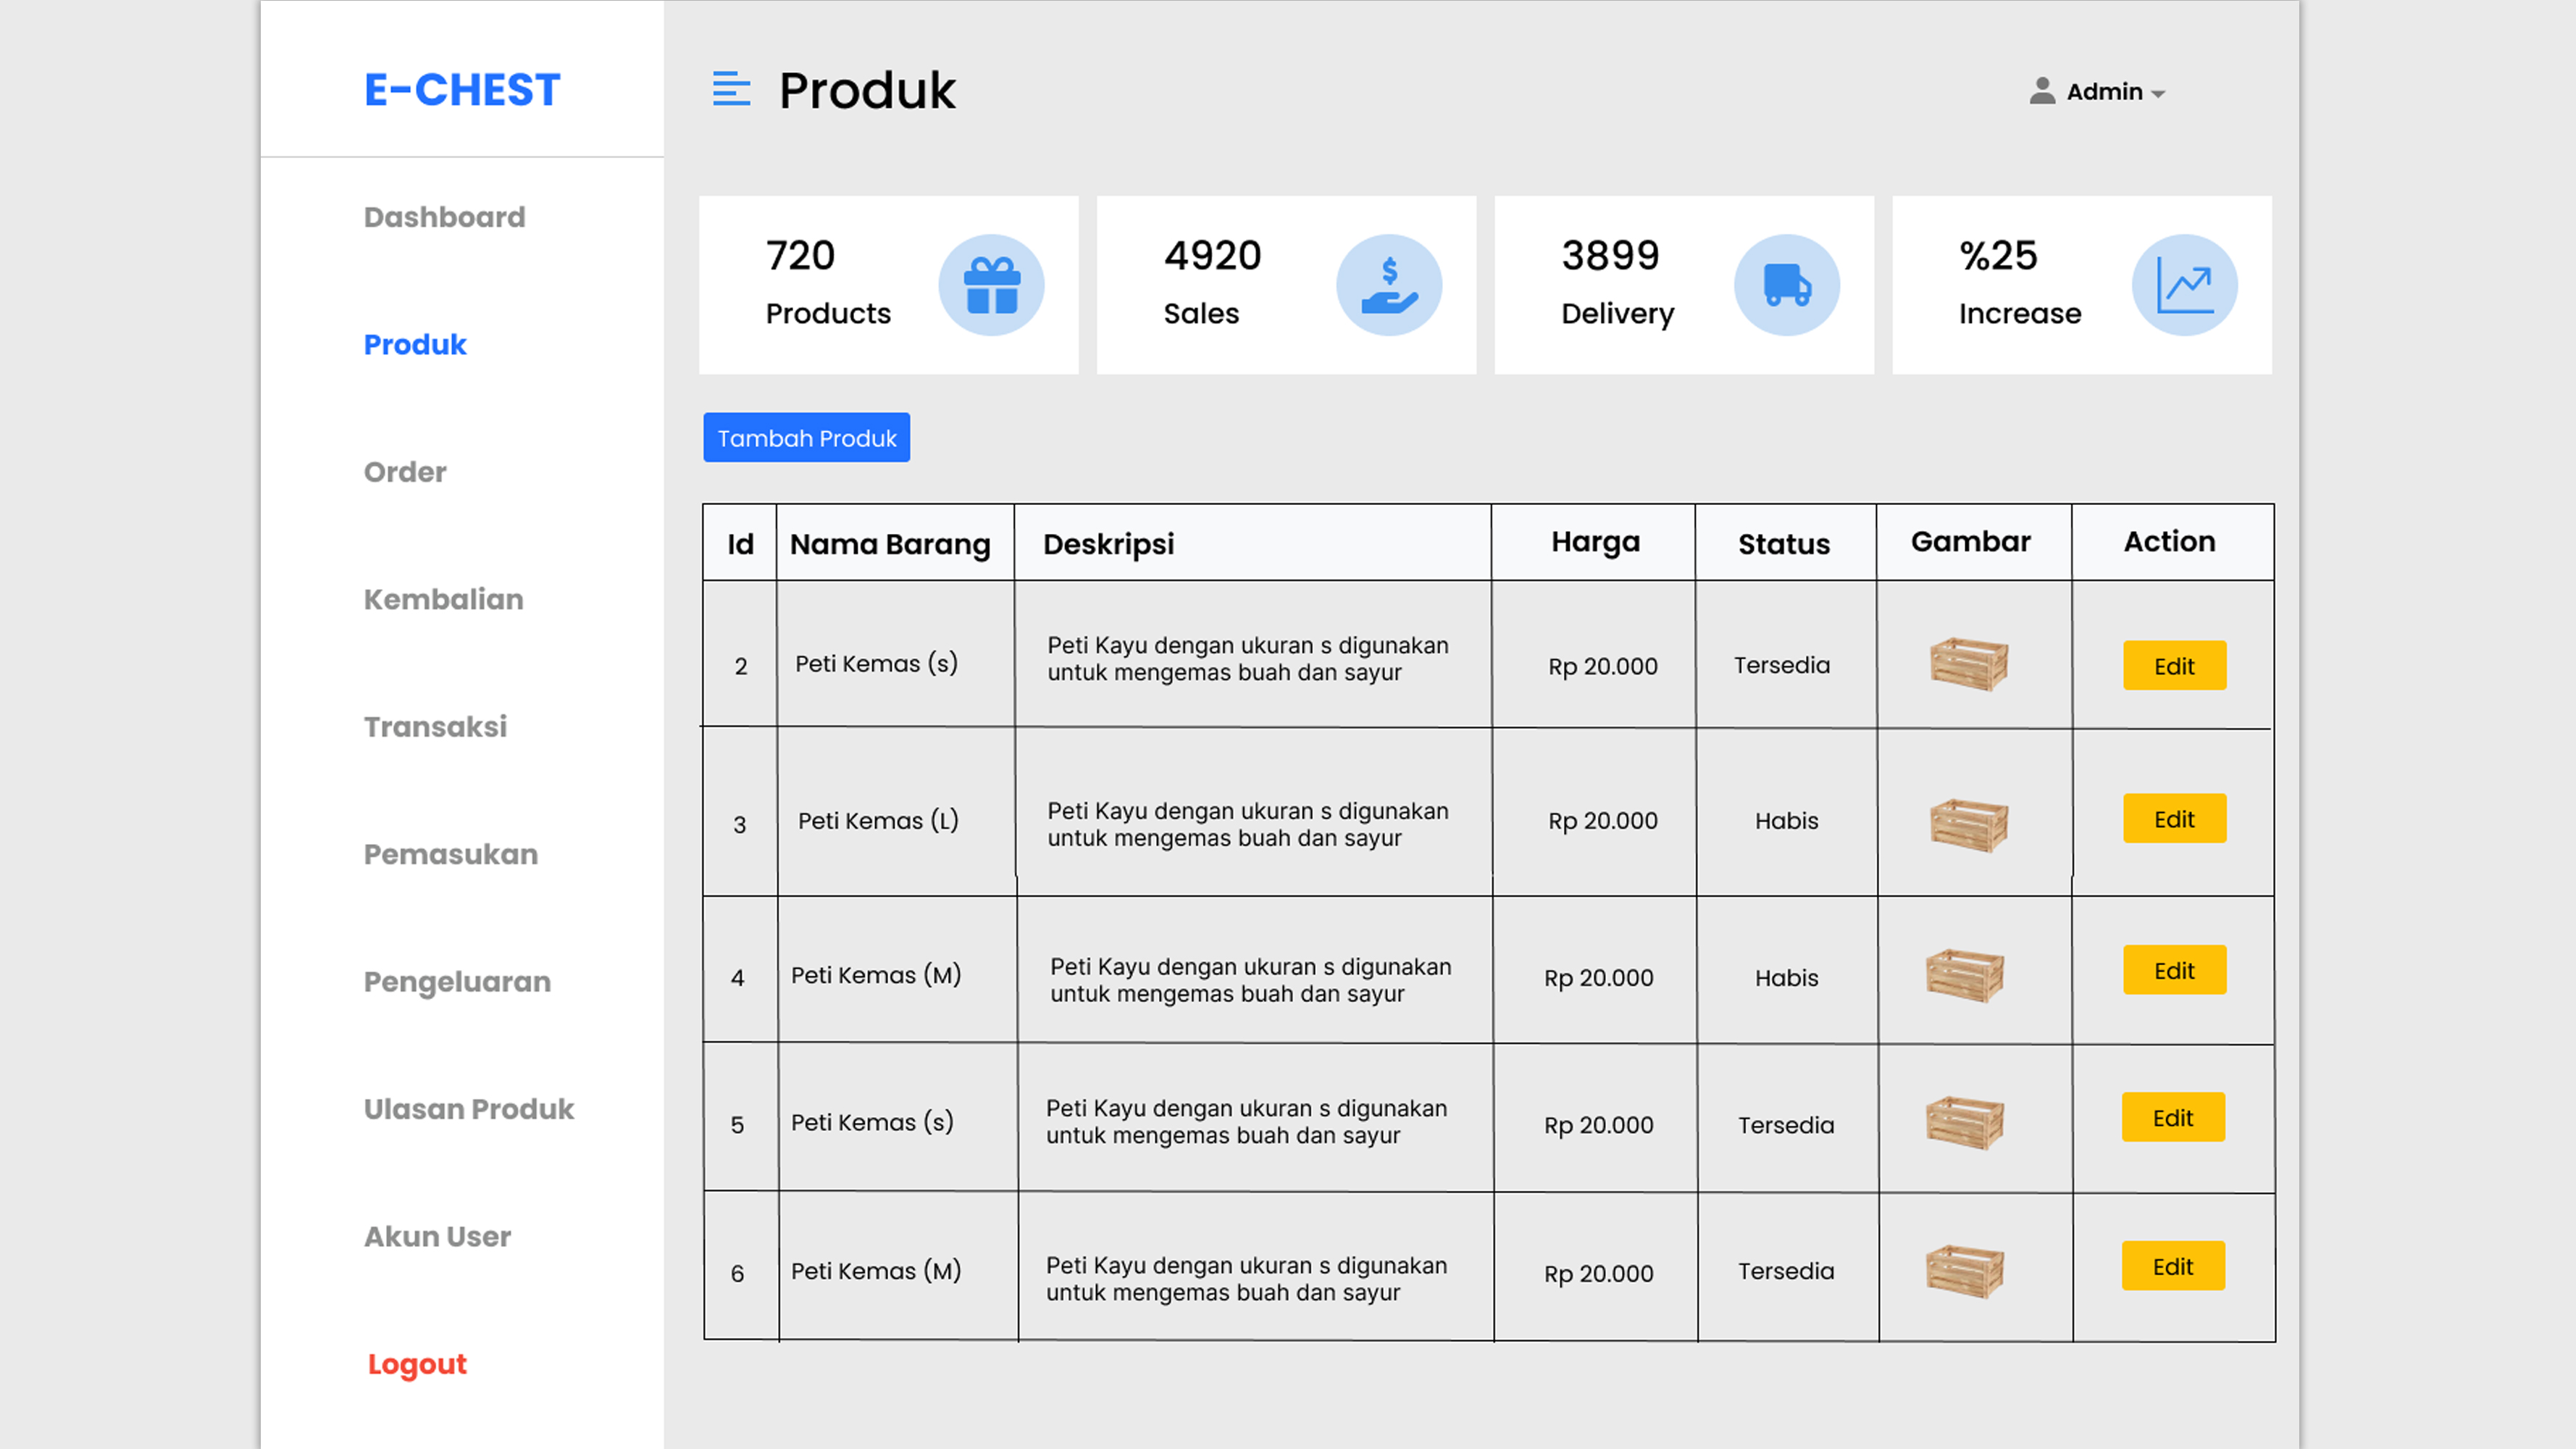 E-CHEST
Dashboard
Produk
Order
Kembalian
Transaksi
Pemasukan
Pengeluaran
Ulasan Produk
Akun User
Logout
Produk
Admin
720
Products
4920
Sales
3899
Delivery
%25
Increase
Tambah Produk
Id Nama Barang Deskripsi Harga Status Gambar Action
2 Peti Kemas (s) Peti Kayu dengan ukuran s digunakan
untuk mengemas buah dan sayur Rp 20.000 Tersedia Edit
3 Peti Kemas (L) Peti Kayu dengan ukuran s digunakan
untuk mengemas buah dan sayur Rp 20.000 Habis Edit
4 Peti Kemas (M) Peti Kayu dengan ukuran s digunakan
untuk mengemas buah dan sayur Rp 20.000 Habis Edit
5 Peti Kemas (s) Peti Kayu dengan ukuran s digunakan
untuk mengemas buah dan sayur Rp 20.000 Tersedia Edit
6 Peti Kemas (M) Peti Kayu dengan ukuran s digunakan
untuk mengemas buah dan sayur Rp 20.000 Tersedia Edit